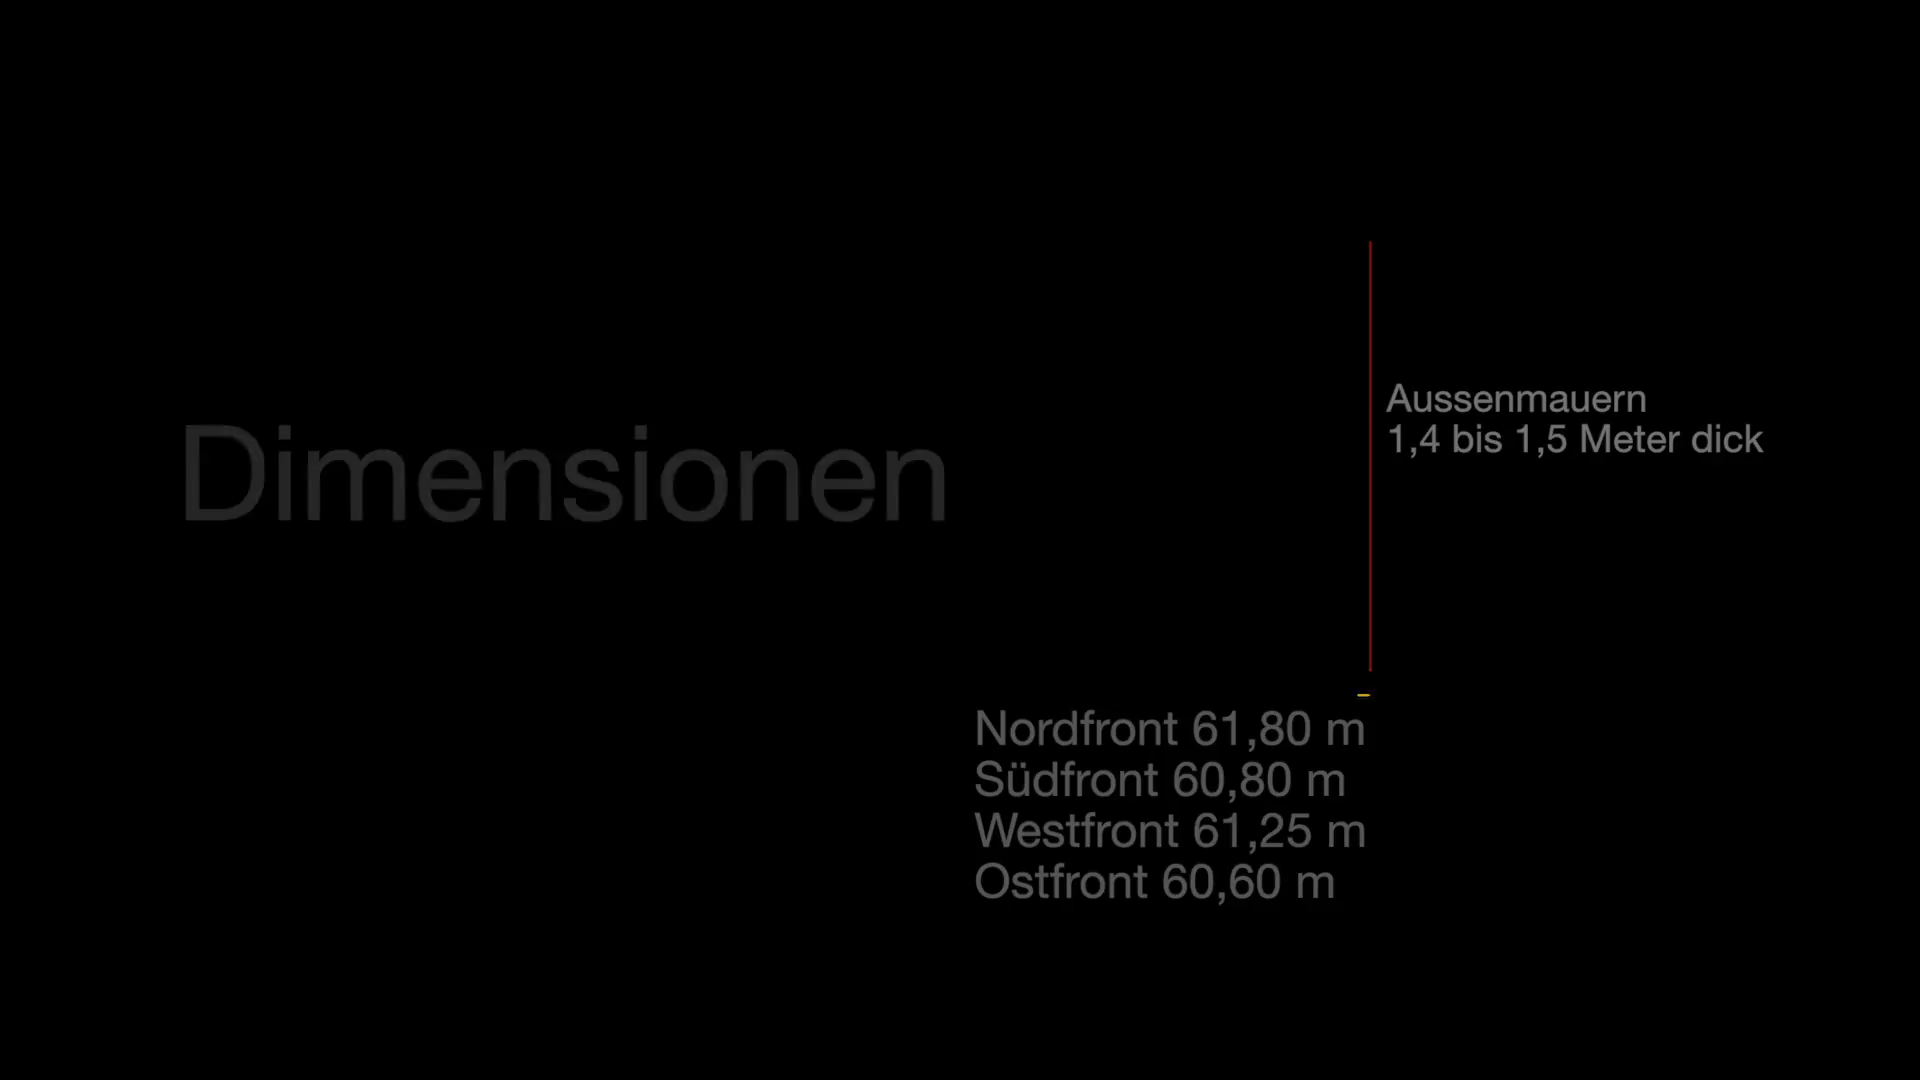 Dimensionen
Aussenmauern
1,4 bis 1,5 Meter dick
Nordfront 61,80 m
Südfront 60,80 m
Westfront 61,25 m
Ostfront 60,60 m